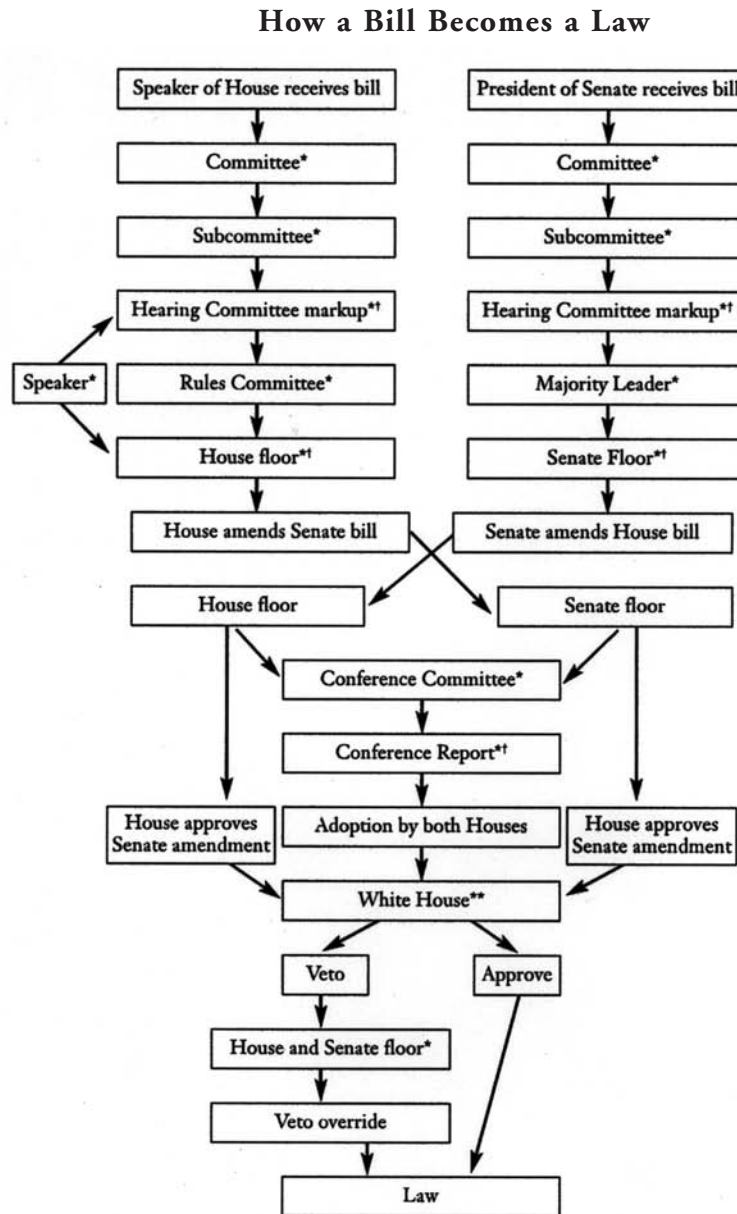 How a Bill Becomes a Law
Speaker of House receives bill
President of Senate receives bill
Committee*
Committee*
Subcommittee*
Subcommittee*
Hearing Committee markup*†
Hearing Committee markup*†
Speaker*
Rules Committee*
Majority Leader*
House floor*†
Senate Floor*†
House amends Senate bill
Senate amends House bill
House floor
Senate floor
Conference Committee*
Conference Report*†
House approves
Senate amendment
Adoption by both Houses
House approves
Senate amendment
White House**
Veto
Approve
House and Senate floor*
Veto override
Law